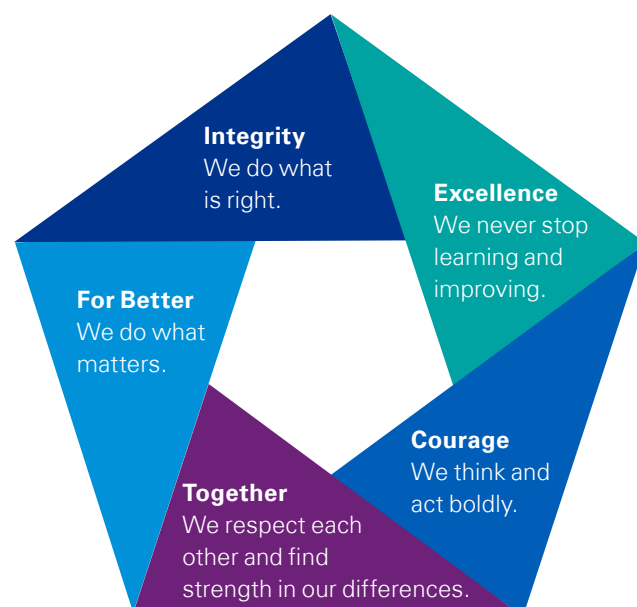 Integrity
We do what
is right.
Excellence
We never stop
learning and
improving.
Courage
We think and
act boldly.
Together
We respect each
other and find
strength in our differences.
For Better
We do what
matters.